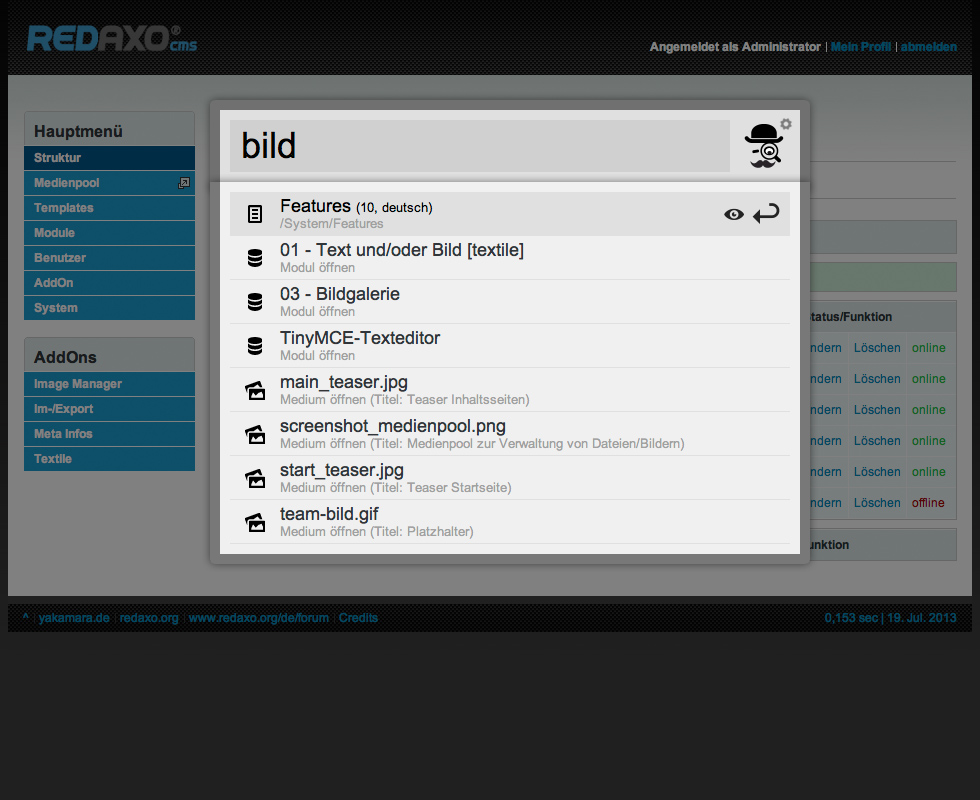 REDAXO® cms
Angemeldet als Administrator | Mein Profil | abmelden
Hauptmenü
Struktur
Medienpool
Templates
Module
Benutzer
AddOn
System
AddOns
Image Manager
Im-/Export
Meta Infos
Textile
bild
Features (10, deutsch)
/System/Features
01 - Text und/oder Bild [textile]
Modul öffnen
03 - Bildgalerie
Modul öffnen
TinyMCE-Texteditor
Modul öffnen
main_teaser.jpg
Medium öffnen (Titel: Teaser Inhaltsseiten)
screenshot_medienpool.png
Medium öffnen (Titel: Medienpool zur Verwaltung von Dateien/Bildern)
start_teaser.jpg
Medium öffnen (Titel: Teaser Startseite)
team-bild.gif
Medium öffnen (Titel: Platzhalter)
tatus/Funktion
ndern Löschen online
ndern Löschen online
ndern Löschen online
ndern Löschen online
ndern Löschen online
ndern Löschen offline
unktion
^ | yakamara.de | redaxo.org | www.redaxo.org/de/forum | Credits
0,153 sec | 19. Jul. 2013